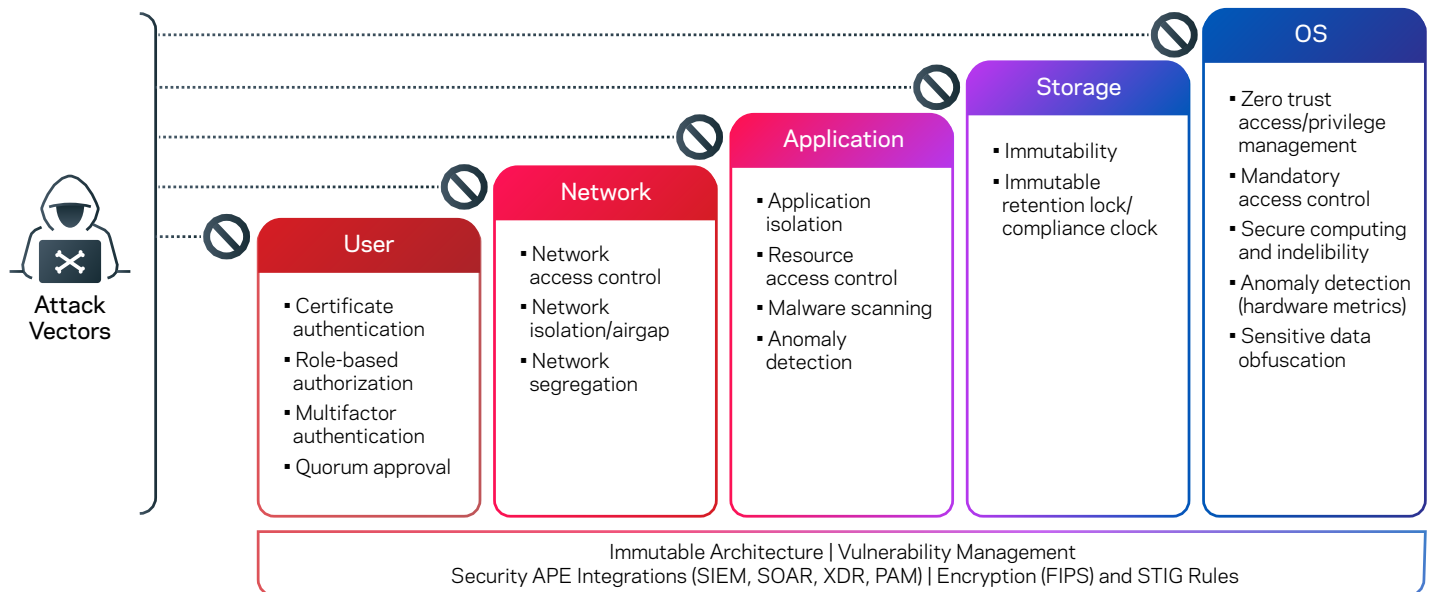 Attack
Vectors
User
▪ Certificate
authentication
▪ Role-based
authorization
▪ Multifactor
authentication
▪ Quorum approval
Network
▪ Network
access control
▪ Network
isolation/airgap
▪ Network
segregation
Application
▪ Application
isolation
▪ Resource
access control
▪ Malware scanning
▪ Anomaly
detection
Storage
▪ Immutability
▪ Immutable
retention lock/
compliance clock
OS
▪ Zero trust
access/privilege
management
▪ Mandatory
access control
▪ Secure computing
and indelibility
▪ Anomaly detection
(hardware metrics)
▪ Sensitive data
obfuscation
Immutable Architecture | Vulnerability Management
Security APE Integrations (SIEM, SOAR, XDR, PAM) | Encryption (FIPS) and STIG Rules